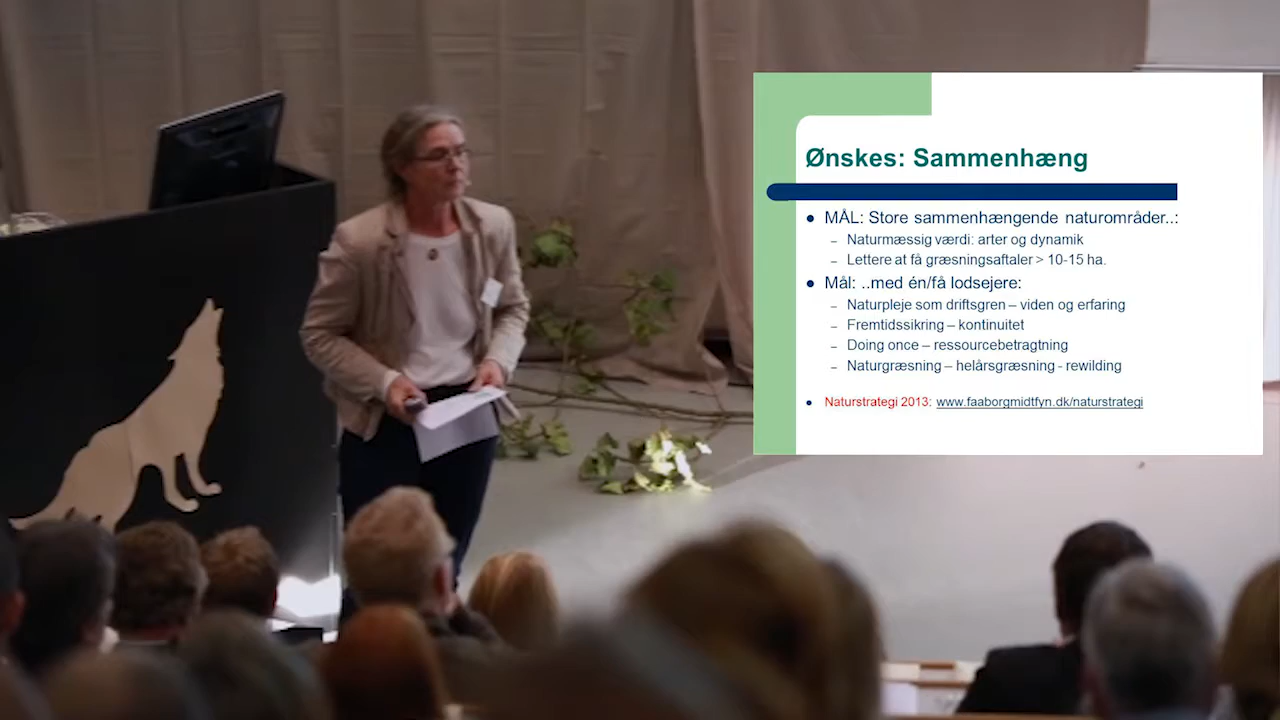 Ønskes: Sammenhæng
MÅL: Store sammenhængende naturområder..:
Naturmæssig værdi: arter og dynamik
Lettere at få græsningsaftaler > 10-15 ha.
Mål: ..med én/få lodsejere:
Naturpleje som driftsgren – viden og erfaring
Fremtidssikring – kontinuitet
Doing once – ressourcebetragtning
Naturgræsning – helårsgræsning - rewilding
Naturstrategi 2013: www.faaborgmidtfyn.dk/naturstrategi